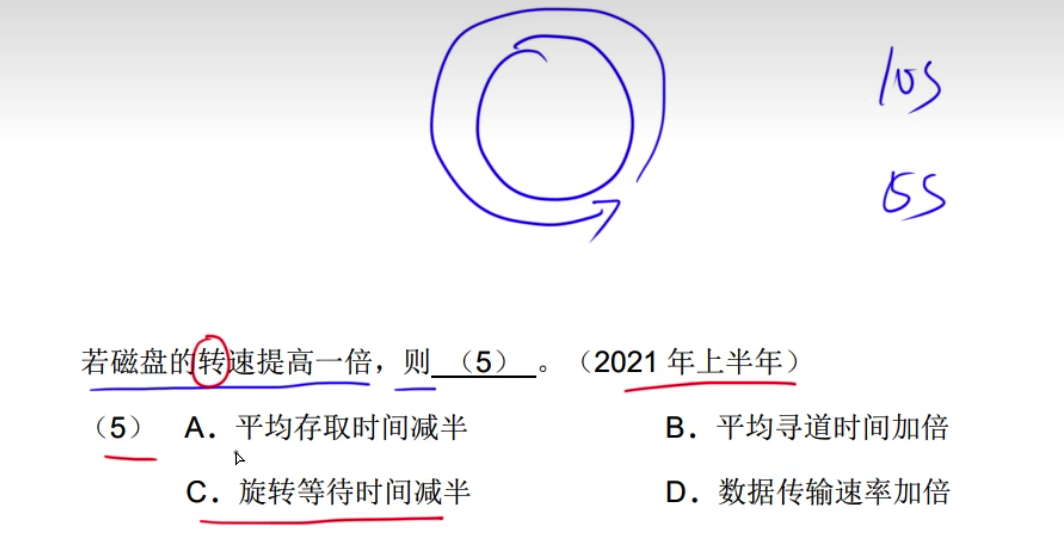 10s
5s
若磁盘的转速提高一倍，则（5）。（2021 年上半年）
（5） A．平均存取时间减半 B．平均寻道时间加倍
C．旋转等待时间减半 D．数据传输速率加倍